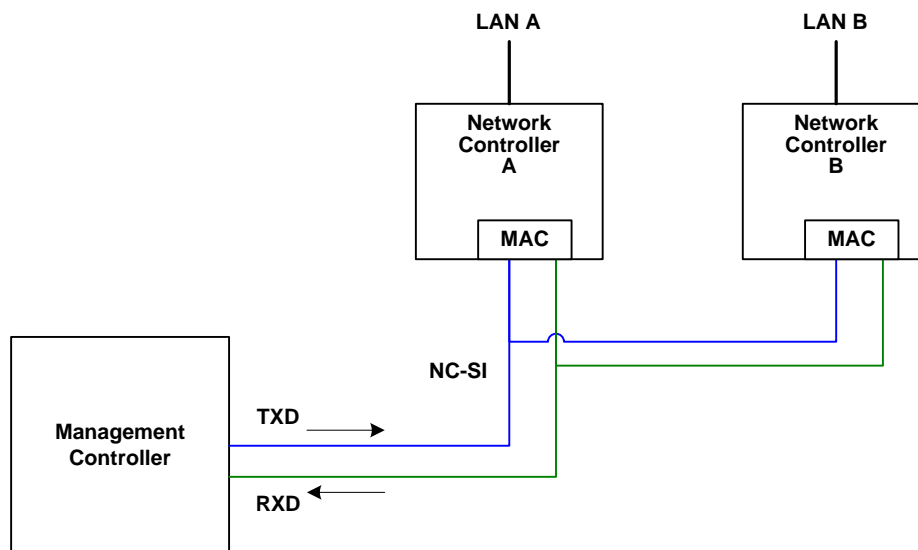 LAN A
LAN B
Network
Controller
A
Network
Controller
B
MAC
MAC
NC-SI
TXD
Management
Controller
RXD